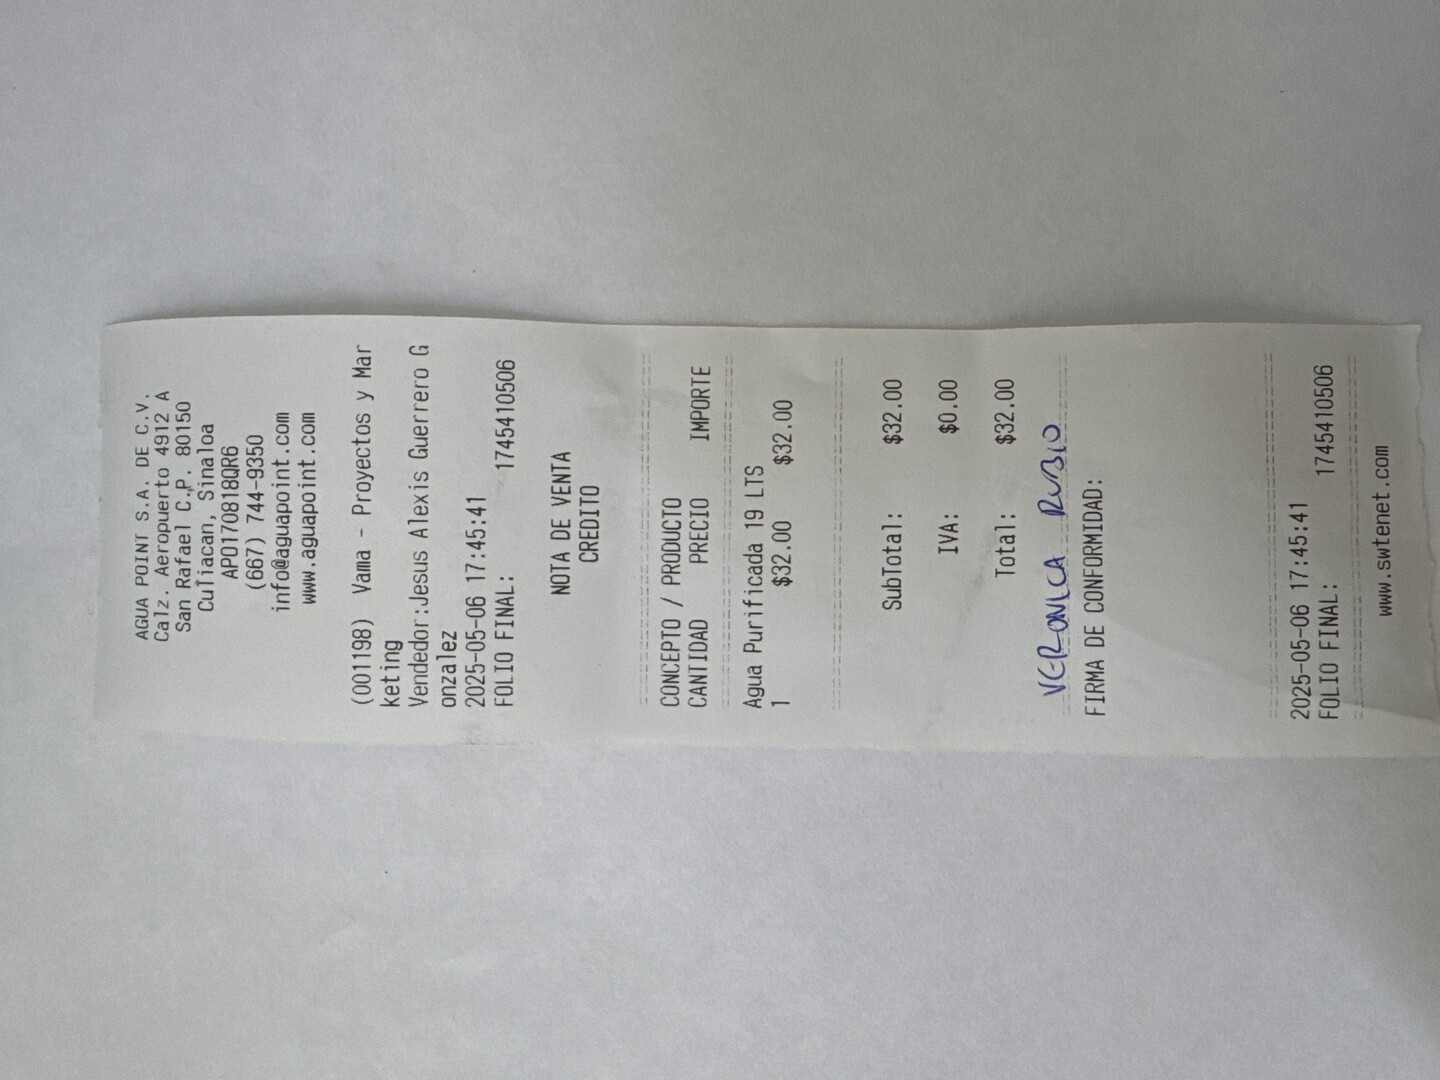 AGUA POINT S.A. DE C.V.
Calz. Aeropuerto 4912 A
San Rafael C.P. 80150
Culiacan, Sinaloa
APO170818QR6
(667) 744-9350
info@aguapoint.com
www.aguapoint.com
(001198) Vama - Proyectos y Mar
keting
Vendedor:Jesus Alexis Guerrero G
onzalez
2025-05-06 17:45:41
FOLIO FINAL: 1745410506
NOTA DE VENTA
CREDITO
CONCEPTO / PRODUCTO
CANTIDAD PRECIO IMPORTE
Agua Purificada 19 LTS
1 $32.00 $32.00
SubTotal: $32.00
IVA: $0.00
Total: $32.00
VERONICA RUBIO
FIRMA DE CONFORMIDAD:
2025-05-06 17:45:41
FOLIO FINAL: 1745410506
www.swtenet.com